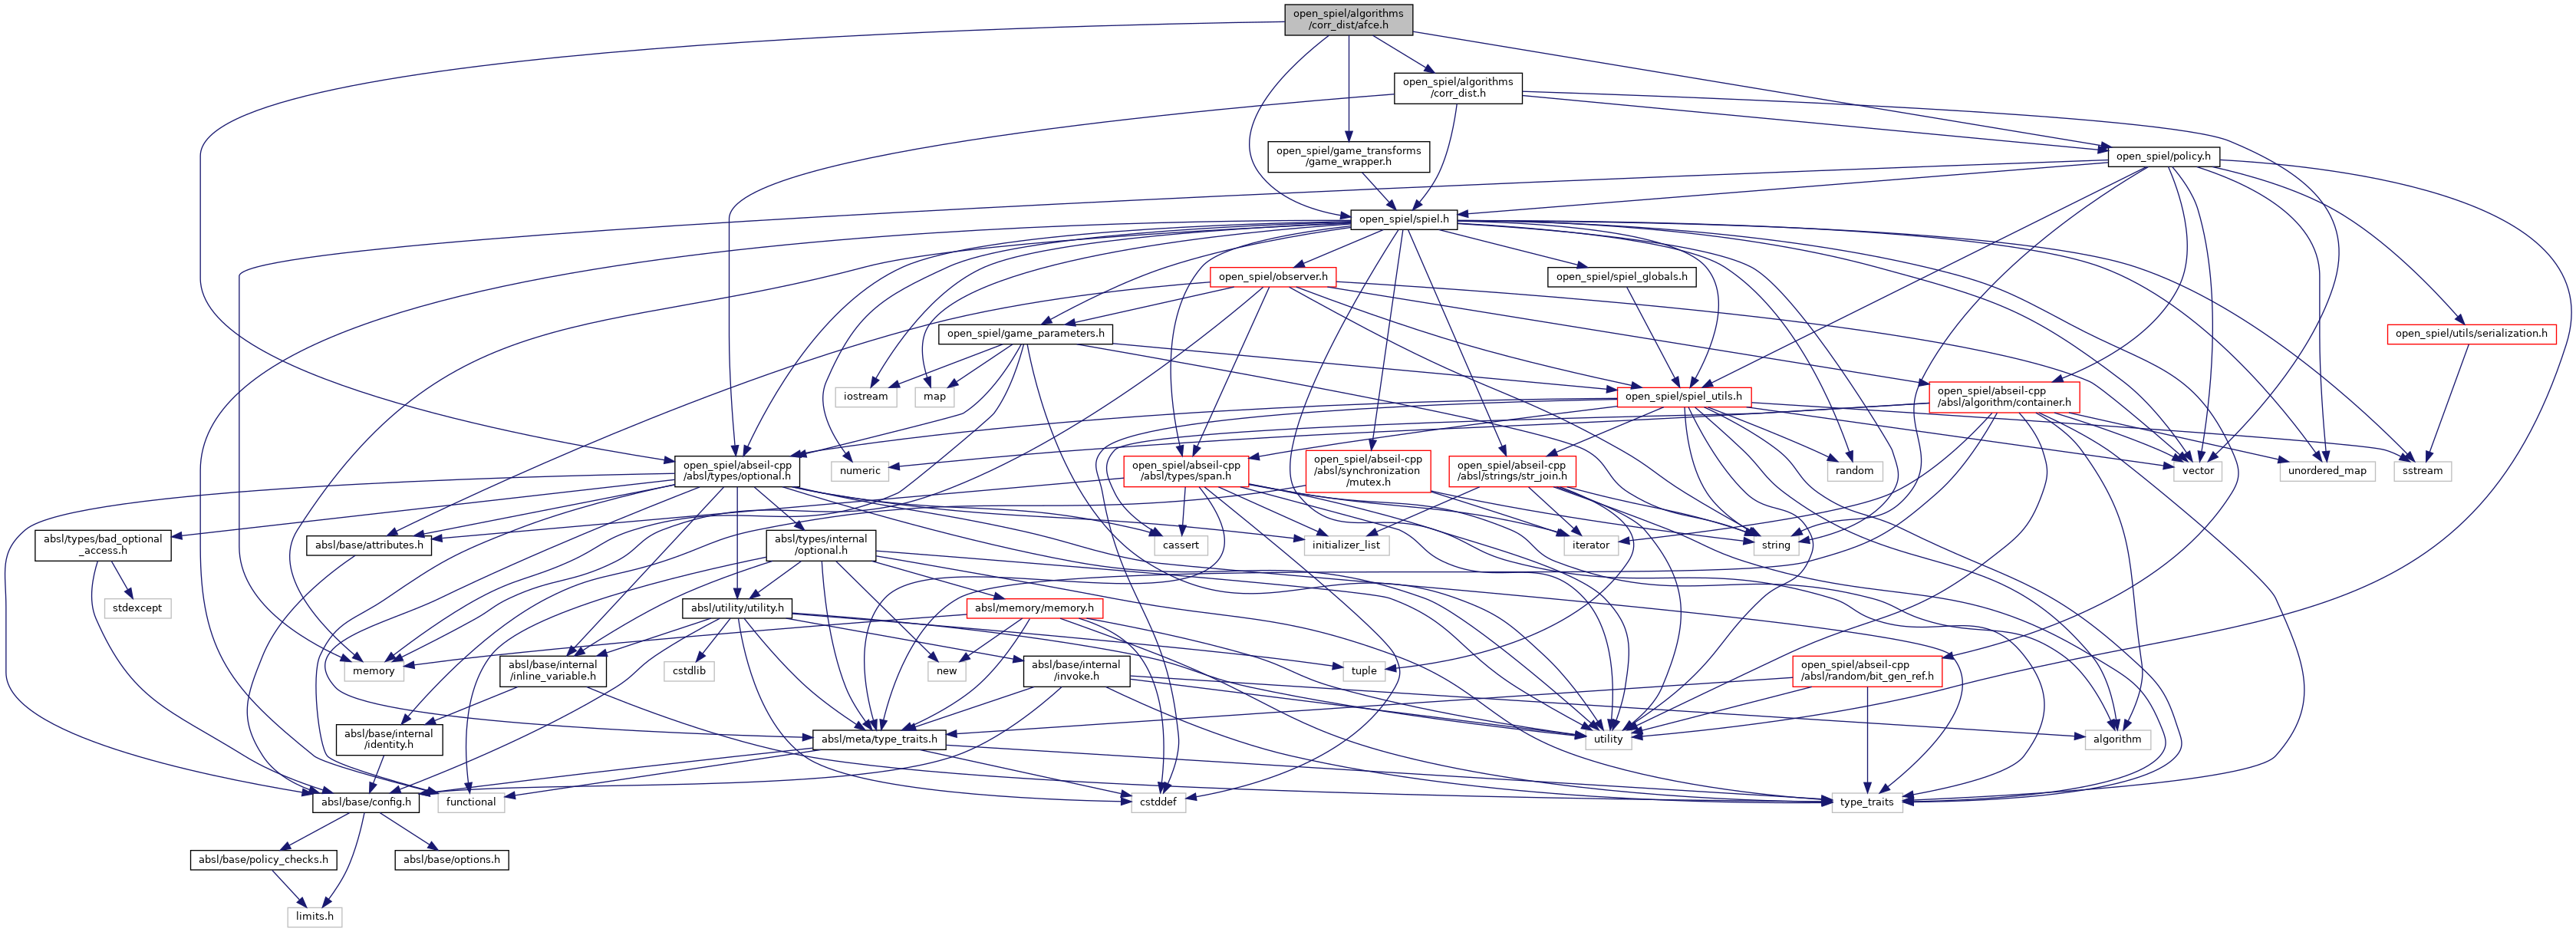 open_spiel/algorithms
/corr_dist/afce.h
open_spiel/algorithms
/corr_dist.h
open_spiel/game_transforms
/game_wrapper.h
open_spiel/policy.h
open_spiel/spiel.h
open_spiel/observer.h
open_spiel/spiel_globals.h
open_spiel/game_parameters.h
open_spiel/utils/serialization.h
iostream
map
open_spiel/spiel_utils.h
open_spiel/abseil-cpp
/absl/algorithm/container.h
open_spiel/abseil-cpp
/absl/types/optional.h
numeric
open_spiel/abseil-cpp
/absl/types/span.h
open_spiel/abseil-cpp
/absl/synchronization
/mutex.h
open_spiel/abseil-cpp
/absl/strings/str_join.h
random
vector
unordered_map
sstream
absl/types/bad_optional
_access.h
absl/base/attributes.h
absl/types/internal
/optional.h
cassert
initializer_list
iterator
string
stdexcept
absl/utility/utility.h
absl/memory/memory.h
memory
absl/base/internal
/inline_variable.h
cstdlib
new
absl/base/internal
/invoke.h
tuple
open_spiel/abseil-cpp
/absl/random/bit_gen_ref.h
absl/base/internal
/identity.h
absl/meta/type_traits.h
utility
algorithm
absl/base/config.h
functional
cstddef
type_traits
absl/base/policy_checks.h
absl/base/options.h
limits.h